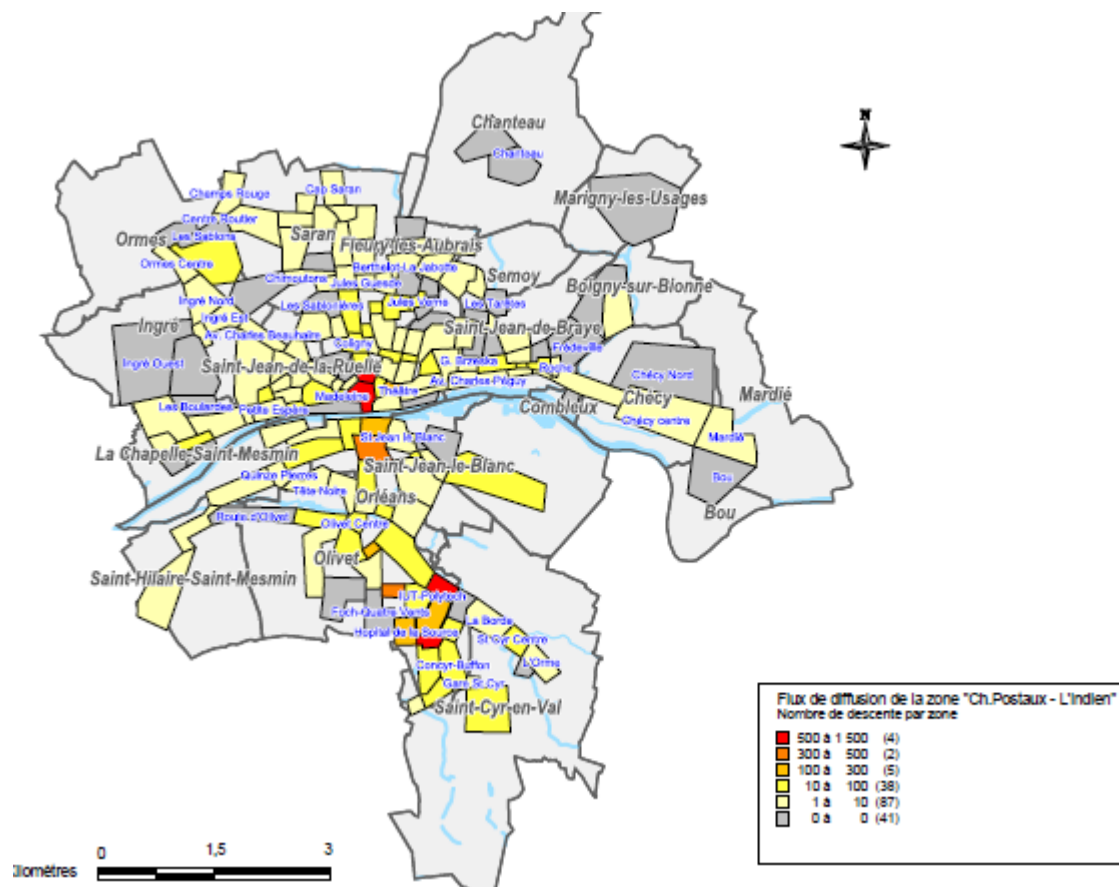 Chanteau
Chanteau
N
Marigny-les-Usages
Champs Rouge
Cap Saran
Centre Routier
Ormes
Les Sablons
Saran
Fleury-les-Aubrais
Ormes Centre
Berthelot-La Jabotte
Semoy
Chimoutons
Jules Guesde
Boigny-sur-Bionne
Ingré Nord
Les Sablonières
Jules Verne
Les Tarètes
Ingré Est
Ingré
Saint-Jean-de-Braye
Av. Charles Beauhaire
Coligny
Frédeville
Ingré Ouest
Saint-Jean-de-la-Ruelle
G. Brzeska
Roche
Chécy Nord
Av. Charles-Péguy
Madeleine
Théâtre
Chécy
Mardié
Les Boulardes
Petite Espère
Combleux
Chécy centre
St Jean le Blanc
Mardié
La Chapelle-Saint-Mesmin
Saint-Jean-le-Blanc
Quinze Pierres
Bou
Tête Noire
Orléans
Bou
Route d'Olivet
Olivet Centre
Olivet
Saint-Hilaire-Saint-Mesmin
IUT-Polytech
Foch-Quatre Vents
La Borde
Hopital de la Source
St Cyr Centre
L'Orme
Concyr-Buffon
Gare St Cyr
Saint-Cyr-en-Val
Flux de diffusion de la zone "Ch.Postaux - L'Indien"
Nombre de descente par zone
500 à 1 500 (4)
300 à 500 (2)
100 à 300 (5)
10 à 100 (38)
1 à 10 (87)
0 à 0 (41)
0 1,5 3
Kilomètres